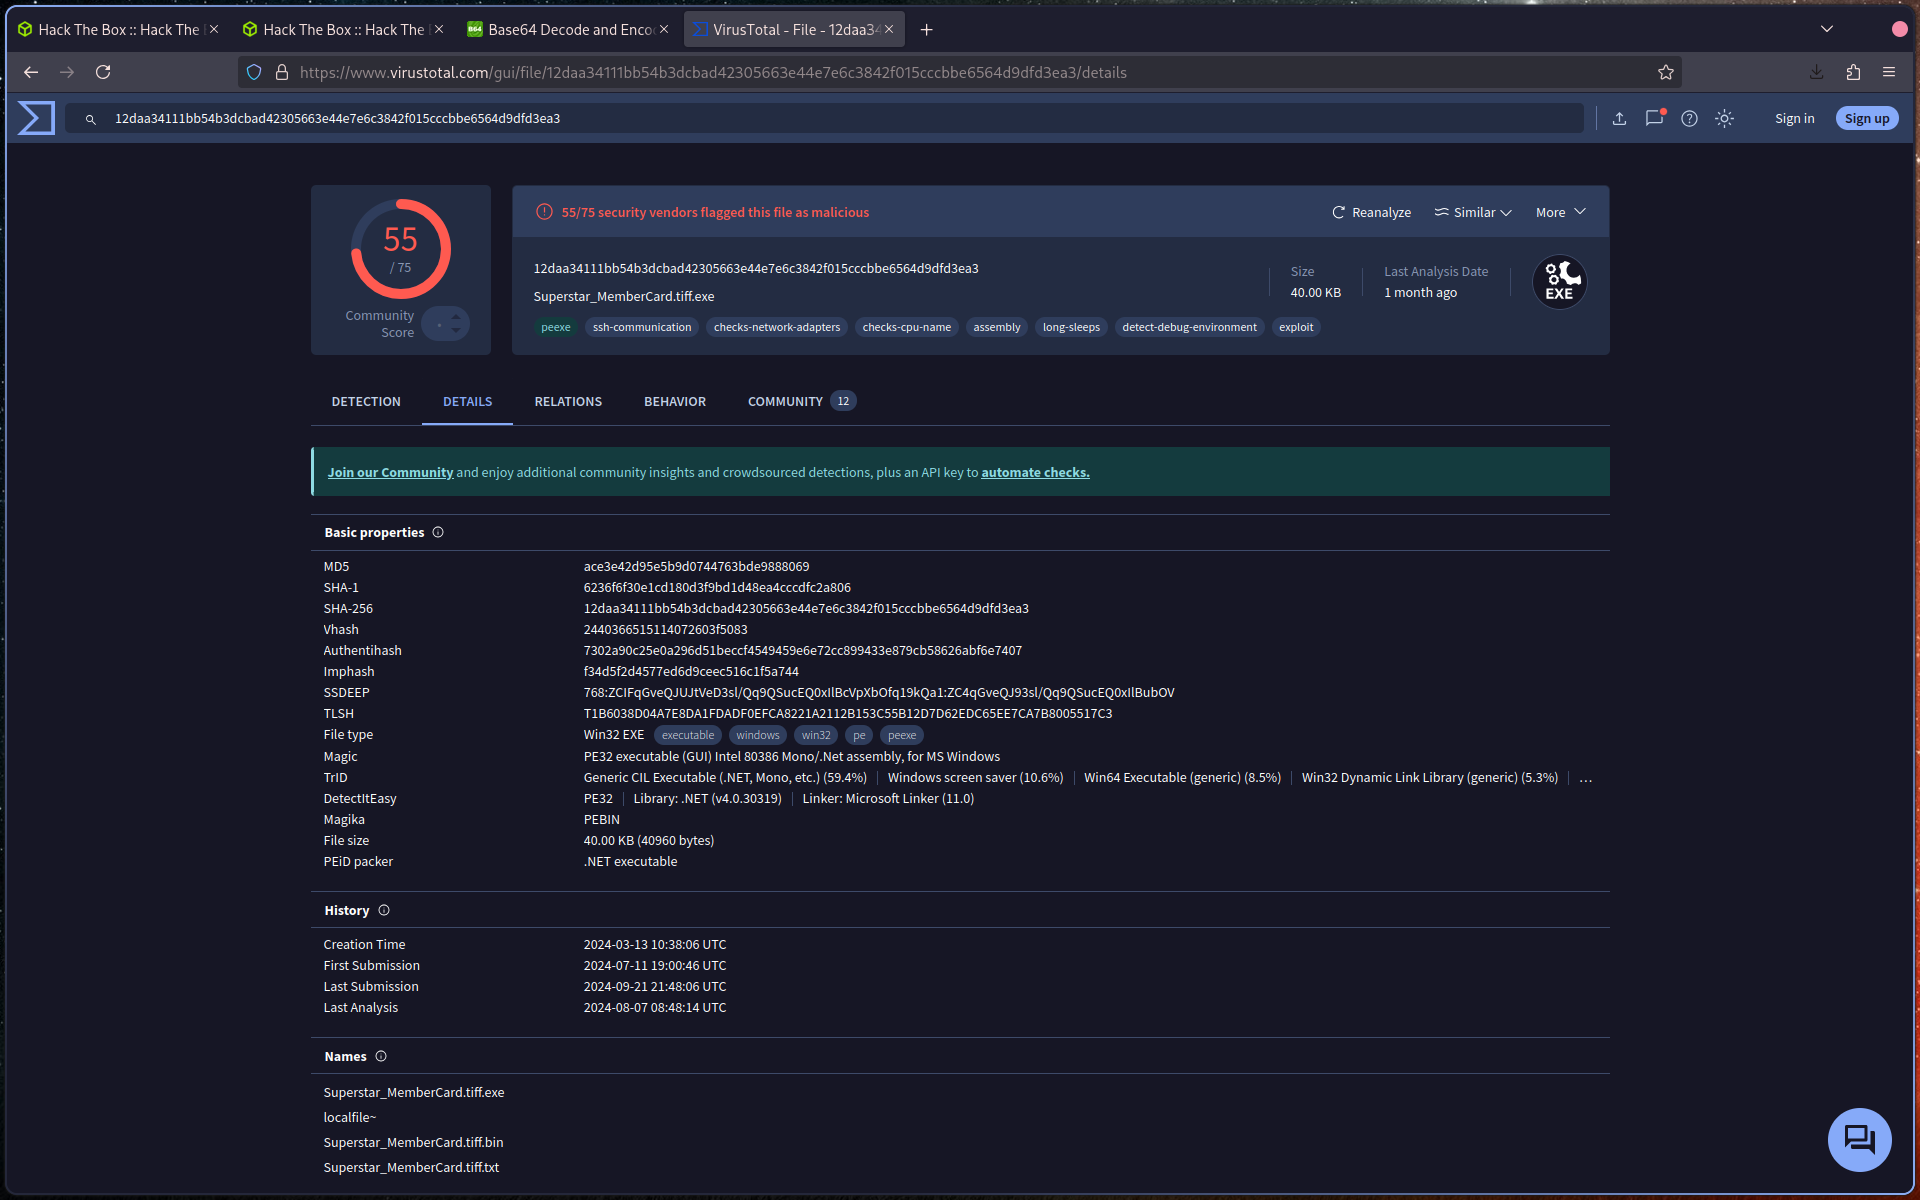 Hack The Box :: Hack The
Hack The Box :: Hack The
Base64 Decode and Enco
VirusTotal - File - 12daa34
https://www.virustotal.com/gui/file/12daa34111bb54b3dcbad42305663e44e7e6c3842f015cccbbe6564d9dfd3ea3/details
12daa34111bb54b3dcbad42305663e44e7e6c3842f015cccbbe6564d9dfd3ea3
Sign in
Sign up
55
/ 75
Community
Score
55/75 security vendors flagged this file as malicious
Reanalyze
Similar
More
12daa34111bb54b3dcbad42305663e44e7e6c3842f015cccbbe6564d9dfd3ea3
Superstar_MemberCard.tiff.exe
Size
40.00 KB
Last Analysis Date
1 month ago
EXE
peexe ssh-communication checks-network-adapters checks-cpu-name assembly long-sleeps detect-debug-environment exploit
DETECTION DETAILS RELATIONS BEHAVIOR COMMUNITY 12
Join our Community and enjoy additional community insights and crowdsourced detections, plus an API key to automate checks.
Basic properties
MD5 ace3e42d95e5b9d0744763bde9888069
SHA-1 6236f6f30e1cd180d3f9bd1d48ea4cccdfc2a806
SHA-256 12daa34111bb54b3dcbad42305663e44e7e6c3842f015cccbbe6564d9dfd3ea3
Vhash 2440366515114072603f5083
Authentihash 7302a90c25e0a296d51beccf4549459e6e72cc899433e879cb58626abf6e7407
Imphash f34d5f2d4577ed6d9ceec516c1f5a744
SSDEEP 768:ZCIFqGveQJUJtVeD3sl/Qq9QSucEQ0xIlBcVpXbOfq19kQa1:ZC4qGveQJ93sl/Qq9QSucEQ0xIlBubOV
TLSH T1B6038D04A7E8DA1FDADF0EFCA8221A2112B153C55B12D7D62EDC65EE7CA7B8005517C3
File type Win32 EXE executable windows win32 pe peexe
Magic PE32 executable (GUI) Intel 80386 Mono/.Net assembly, for MS Windows
TrID Generic CIL Executable (.NET, Mono, etc.) (59.4%) Windows screen saver (10.6%) Win64 Executable (generic) (8.5%) Win32 Dynamic Link Library (generic) (5.3%) ...
DetectItEasy PE32 Library: .NET (v4.0.30319) Linker: Microsoft Linker (11.0)
Magika PEBIN
File size 40.00 KB (40960 bytes)
PEiD packer .NET executable
History
Creation Time 2024-03-13 10:38:06 UTC
First Submission 2024-07-11 19:00:46 UTC
Last Submission 2024-09-21 21:48:06 UTC
Last Analysis 2024-08-07 08:48:14 UTC
Names
Superstar_MemberCard.tiff.exe
localfile~
Superstar_MemberCard.tiff.bin
Superstar_MemberCard.tiff.txt